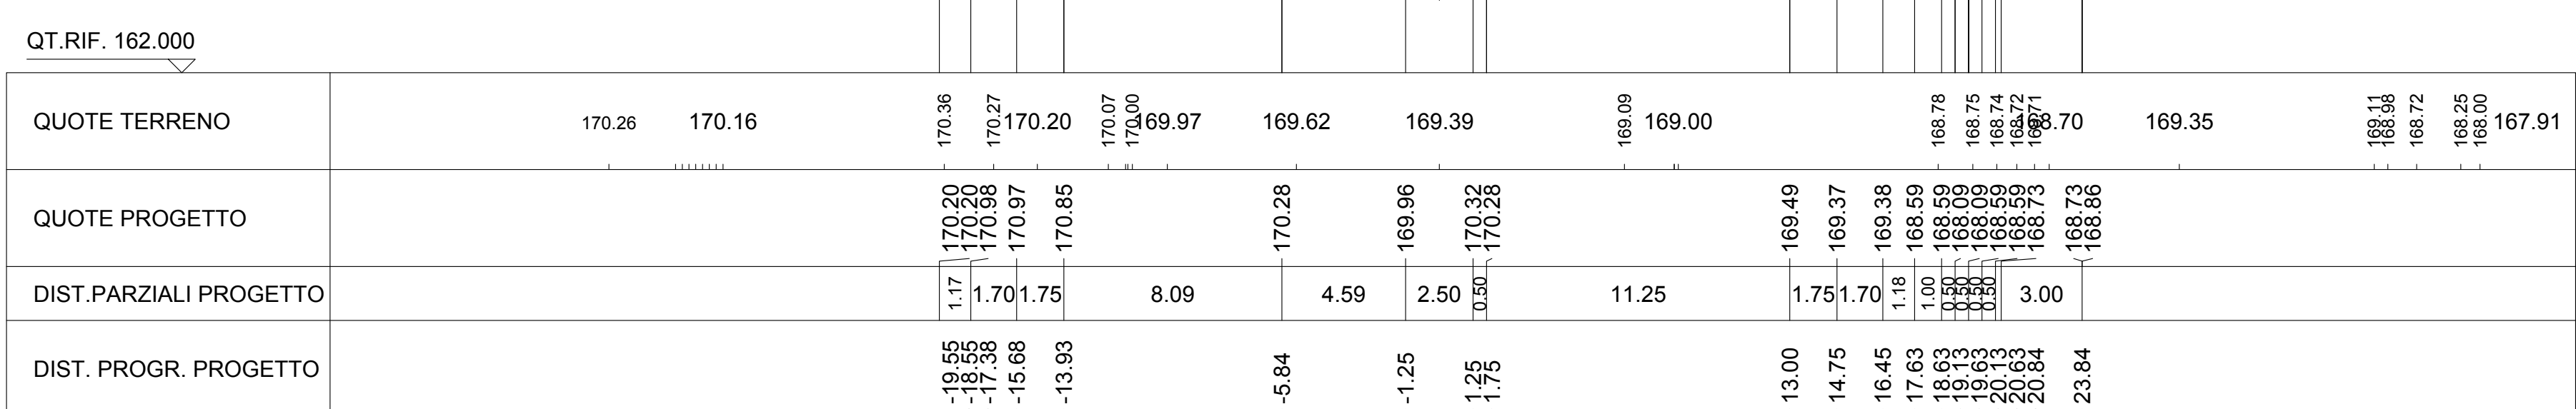 QT.RIF. 162.000
QUOTE TERRENO 170.26 170.16 170.36 170.27 170.20 170.07 170.00 169.97 169.62 169.39 169.09 169.00 168.78 168.75 168.74 168.72 168.71 168.70 169.35 169.11 168.98 168.72 168.25 168.00 167.91
QUOTE PROGETTO 170.20 170.20 170.98 170.97 170.85 170.28 169.96 170.32 170.28 169.49 169.37 169.38 168.59 168.59 168.09 168.09 168.59 168.59 168.73 168.73 168.86
DIST.PARZIALI PROGETTO 1.17 1.70 1.75 8.09 4.59 2.50 0.50 11.25 1.75 1.70 1.18 1.00 0.50 0.50 0.50 0.50 3.00
DIST. PROGR. PROGETTO -19.55 -18.55 -17.38 -15.68 -13.93 -5.84 -1.25 1.25 1.75 13.00 14.75 16.45 17.63 18.63 19.13 19.63 20.13 20.63 20.84 23.84